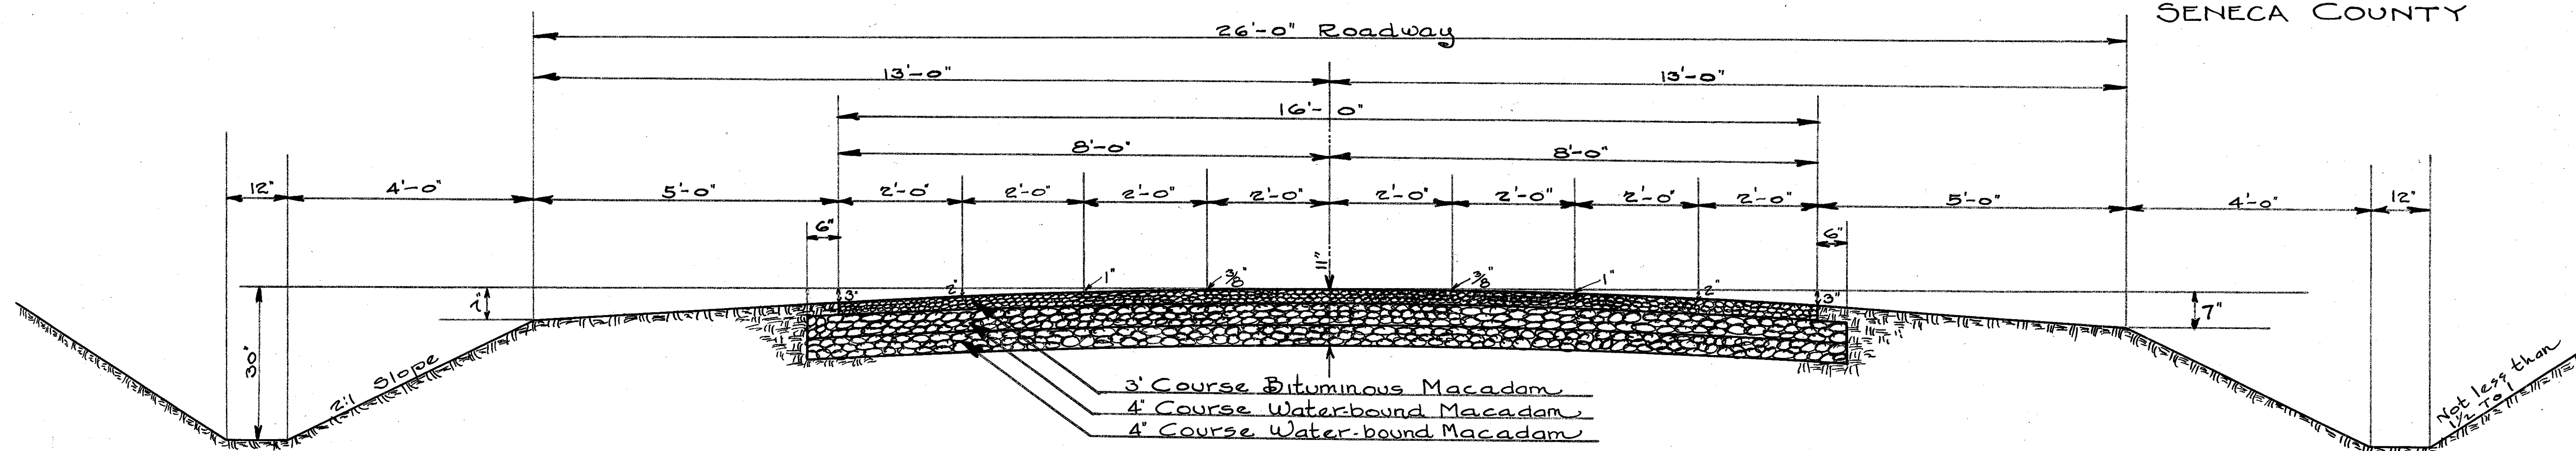 SENECA COUNTY
26'-0" Roadway
13'-0" 13'-0"
16'-0"
8'-0" 8'-0"
12" 4'-0" 5'-0" 2'-0" 2'-0" 2'-0" 2'-0" 2'-0" 2'-0" 2'-0" 2'-0" 5'-0" 4'-0" 12"
6" 11" 6"
3" 2" 1" 3/8" 3/8" 1" 2" 3"
7" 7"
30"
2:1 Slope
3" Course Bituminous Macadam
4" Course Water-bound Macadam
4" Course Water-bound Macadam
Not less than
1 1/2 To 1